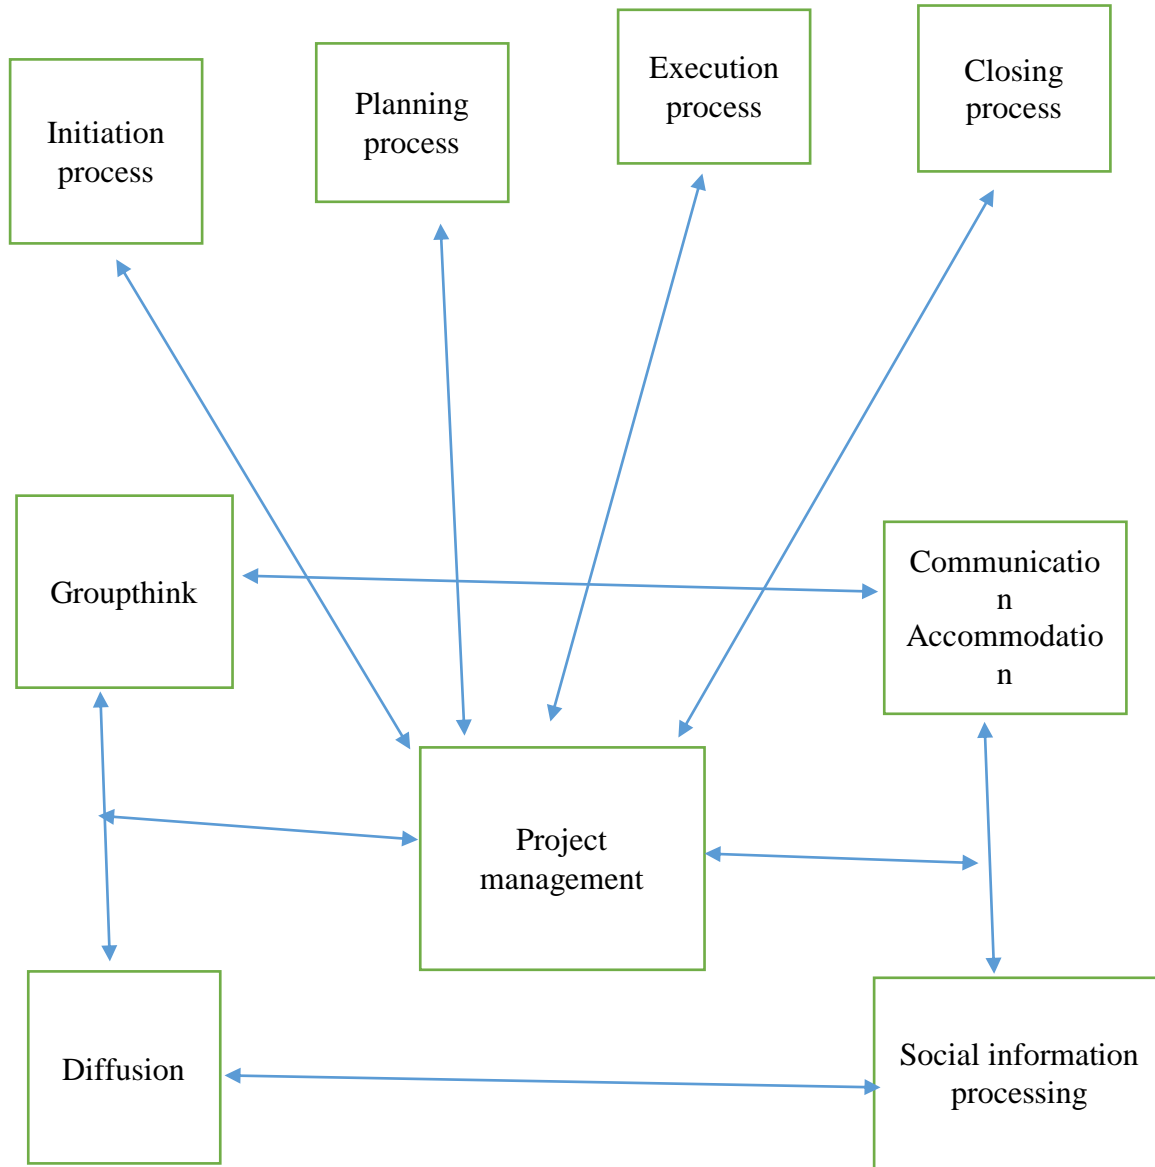 Initiation
process
Planning
process
Execution
process
Closing
process
Groupthink
Communicatio
n
Accommodatio
n
Project
management
Diffusion
Social information
processing